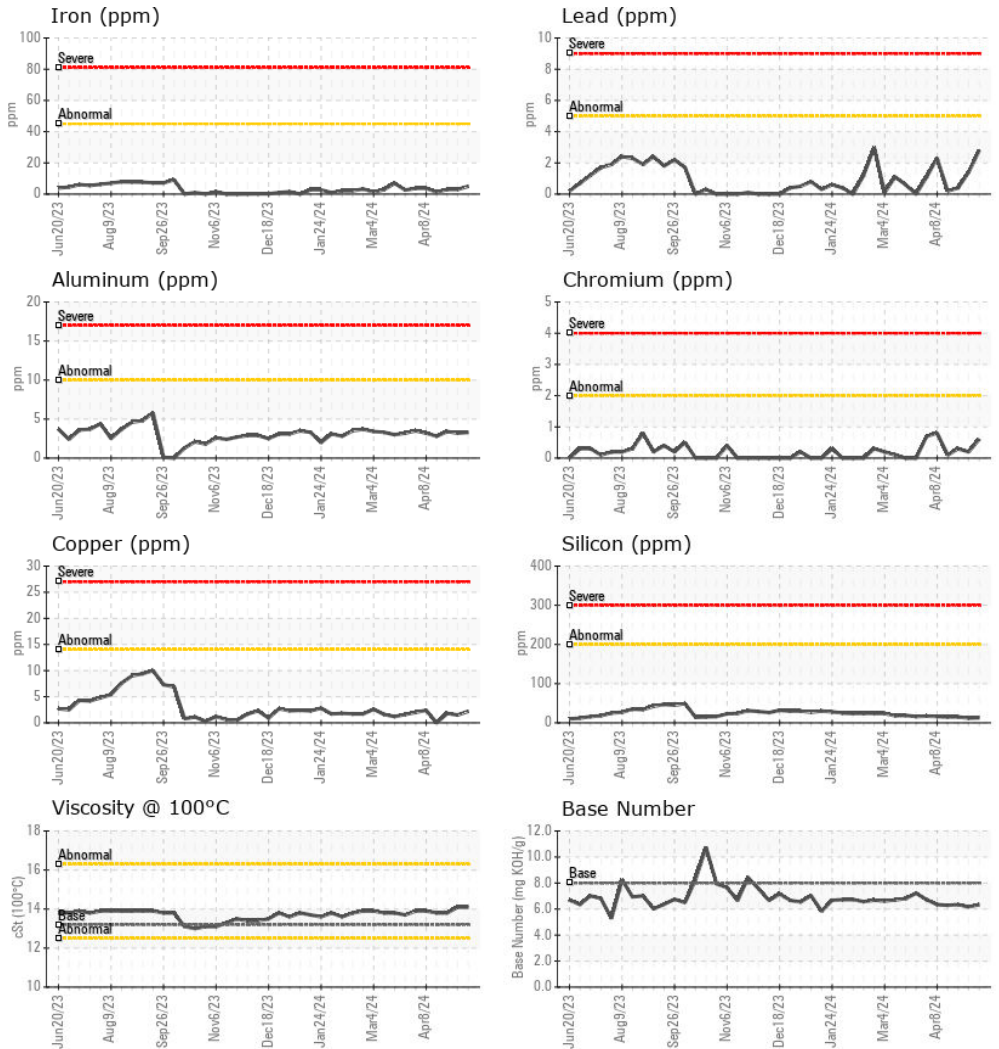 Iron (ppm)
100
80
60
40
20
0
ppm
Severe
Abnormal
Jun20/23
Aug9/23
Sep26/23
Nov6/23
Dec18/23
Jan24/24
Mar4/24
Apr8/24
Lead (ppm)
10
8
6
4
2
0
ppm
Severe
Abnormal
Jun20/23
Aug9/23
Sep26/23
Nov6/23
Dec18/23
Jan24/24
Mar4/24
Apr8/24
Aluminum (ppm)
20
15
10
5
0
ppm
Severe
Abnormal
Jun20/23
Aug9/23
Sep26/23
Nov6/23
Dec18/23
Jan24/24
Mar4/24
Apr8/24
Chromium (ppm)
5
4
3
2
1
0
ppm
Severe
Abnormal
Jun20/23
Aug9/23
Sep26/23
Nov6/23
Dec18/23
Jan24/24
Mar4/24
Apr8/24
Copper (ppm)
30
25
20
15
10
5
0
ppm
Severe
Abnormal
Jun20/23
Aug9/23
Sep26/23
Nov6/23
Dec18/23
Jan24/24
Mar4/24
Apr8/24
Silicon (ppm)
400
300
200
100
0
ppm
Severe
Abnormal
Jun20/23
Aug9/23
Sep26/23
Nov6/23
Dec18/23
Jan24/24
Mar4/24
Apr8/24
Viscosity @ 100°C
18
16
14
12
10
cSt (100°C)
Abnormal
Base
Abnormal
Jun20/23
Aug9/23
Sep26/23
Nov6/23
Dec18/23
Jan24/24
Mar4/24
Apr8/24
Base Number
12.0
10.0
8.0
6.0
4.0
2.0
0.0
Base Number (mg KOH/g)
Base
Jun20/23
Aug9/23
Sep26/23
Nov6/23
Dec18/23
Jan24/24
Mar4/24
Apr8/24